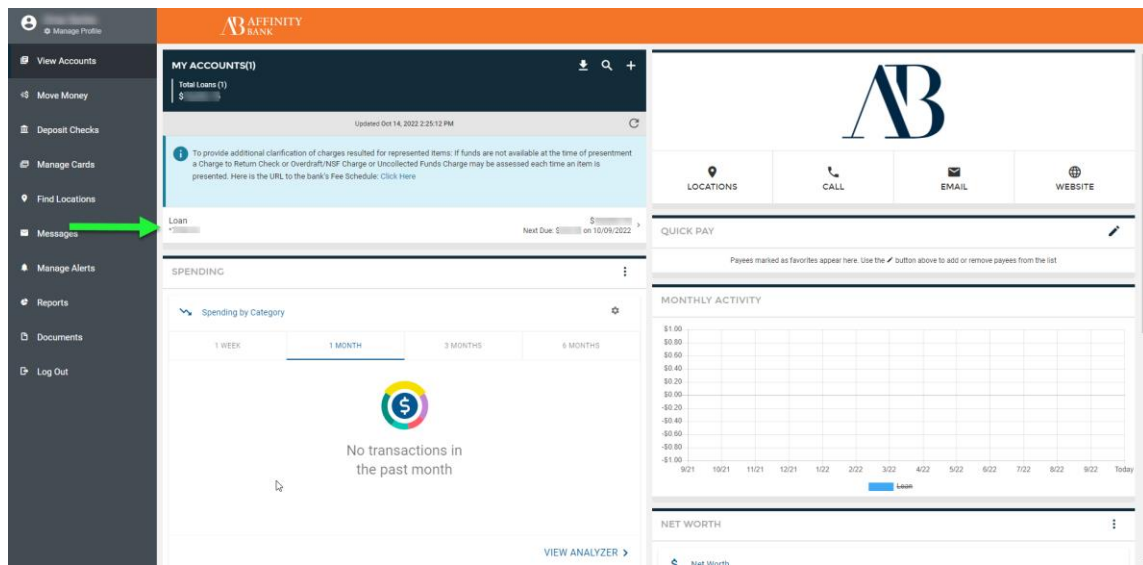 Manage Profile
AB AFFINITY
BANK
View Accounts
Move Money
Deposit Checks
Manage Cards
Find Locations
Messages
Manage Alerts
Reports
Documents
Log Out
MY ACCOUNTS(1)
Total Loans (1)
$
Updated Oct 14, 2022 2:25:12 PM
To provide additional clarification of charges resulted for represented items: If funds are not available at the time of presentment
a Charge to Return Check or Overdraft/NSF Charge or Uncollected Funds Charge may be assessed each time an item is
presented. Here is the URL to the bank's Fee Schedule: Click Here
Loan
$
*
Next Due: $ on 10/09/2022
SPENDING
Spending by Category
1 WEEK 1 MONTH 3 MONTHS 6 MONTHS
$
No transactions in
the past month
VIEW ANALYZER >
AB
LOCATIONS CALL EMAIL WEBSITE
QUICK PAY
Payees marked as favorites appear here. Use the button above to add or remove payees from the list
MONTHLY ACTIVITY
$1.00
$0.80
$0.60
$0.40
$0.20
$0.00
-$0.20
-$0.40
-$0.60
-$0.80
-$1.00
9/21 10/21 11/21 12/21 1/22 2/22 3/22 4/22 5/22 6/22 7/22 8/22 9/22 Today
Loan
NET WORTH
$ Net Worth